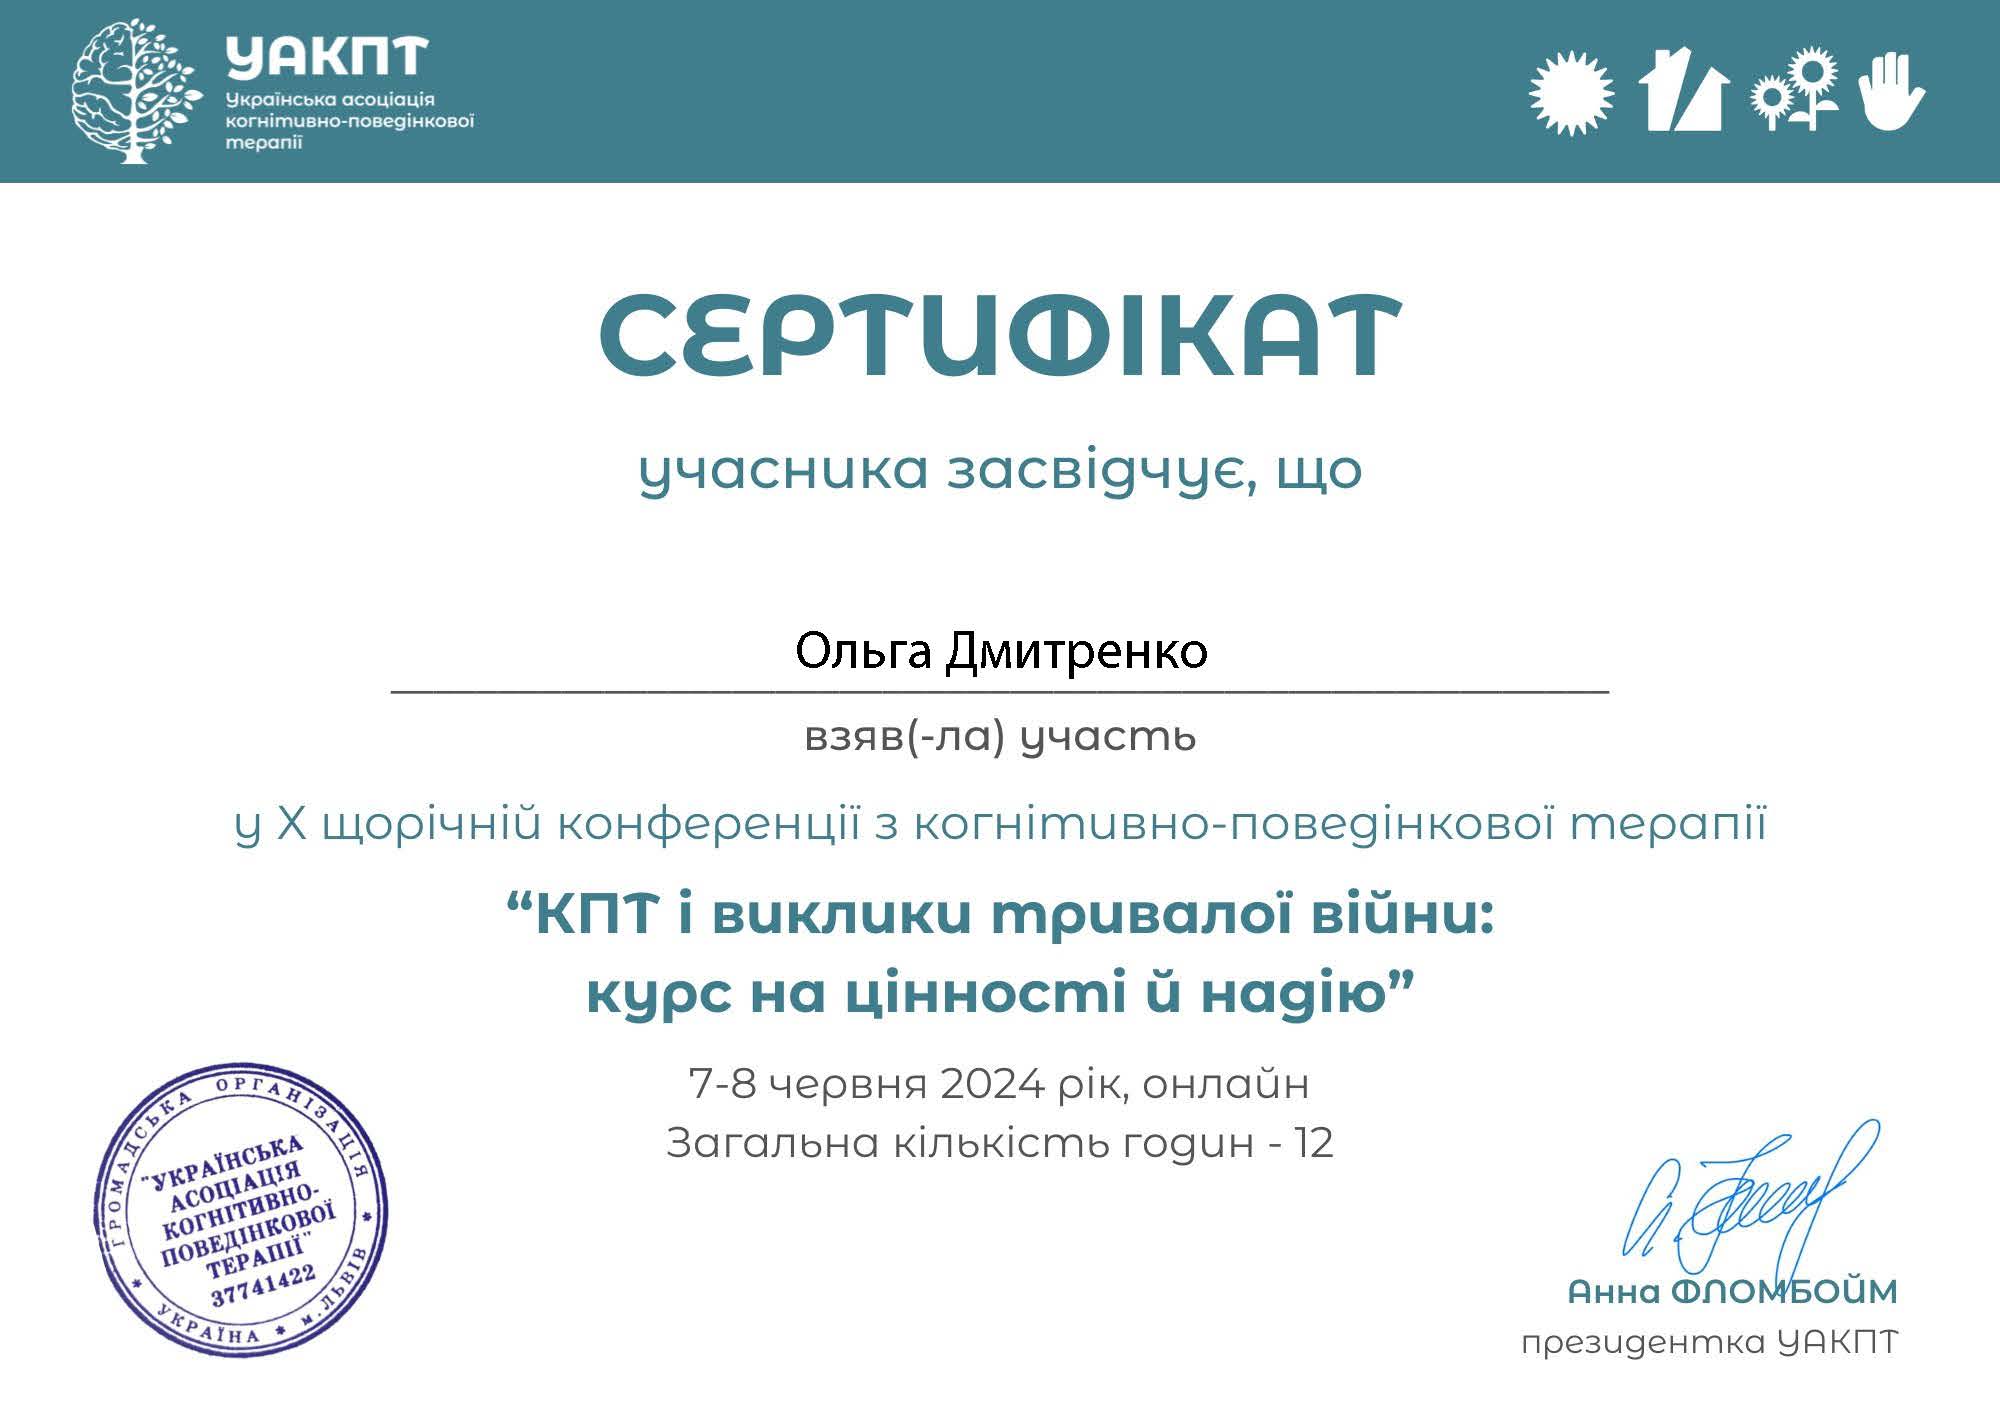 УАКПТ
Українська асоціація
когнітивно-поведінкової
терапії
СЕРТИФІКАТ
учасника засвідчує, що
Ольга Дмитренко
взяв(-ла) участь
у X щорічній конференції з когнітивно-поведінкової терапії
“КПТ і виклики тривалої війни:
курс на цінності й надію”
7-8 червня 2024 рік, онлайн
Загальна кількість годин - 12
ГРОМАДСЬКА ОРГАНІЗАЦІЯ
"УКРАЇНСЬКА
АСОЦІАЦІЯ
КОГНІТИВНО-
ПОВЕДІНКОВОЇ
ТЕРАПІЇ"
37741422
* УКРАЇНА * м.ЛЬВІВ *
Анна ФЛОМБОЙМ
президентка УАКПТ